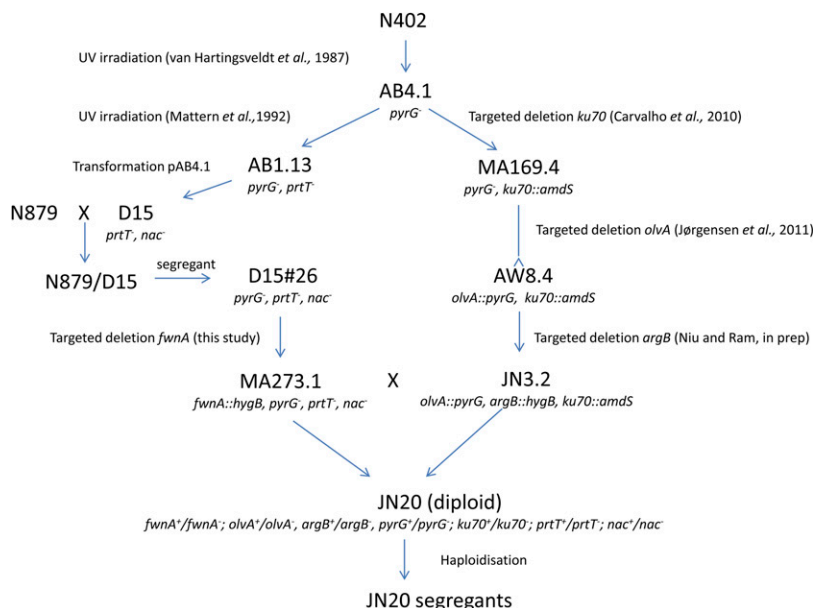 N402
UV irradiation (van Hartingsveldt et al., 1987)
AB4.1
pyrG-
UV irradiation (Mattern et al.,1992)
Targeted deletion ku70 (Carvalho et al., 2010)
Transformation pAB4.1
AB1.13
pyrG-, prtT-
MA169.4
pyrG-, ku70::amdS
N879 X D15
prtT-, nac-
Targeted deletion olvA (Jørgensen et al., 2011)
N879/D15
segregant
D15#26
pyrG-, prtT-, nac-
AW8.4
olvA::pyrG, ku70::amdS
Targeted deletion fwnA (this study)
Targeted deletion argB (Niu and Ram, in prep)
MA273.1 X JN3.2
fwnA::hygB, pyrG-, prtT-, nac-
olvA::pyrG, argB::hygB, ku70::amdS
JN20 (diploid)
fwnA+/fwnA-; olvA+/olvA-, argB+/argB-, pyrG+/pyrG-; ku70+/ku70-; prtT+/prtT-; nac+/nac-
Haploidisation
JN20 segregants